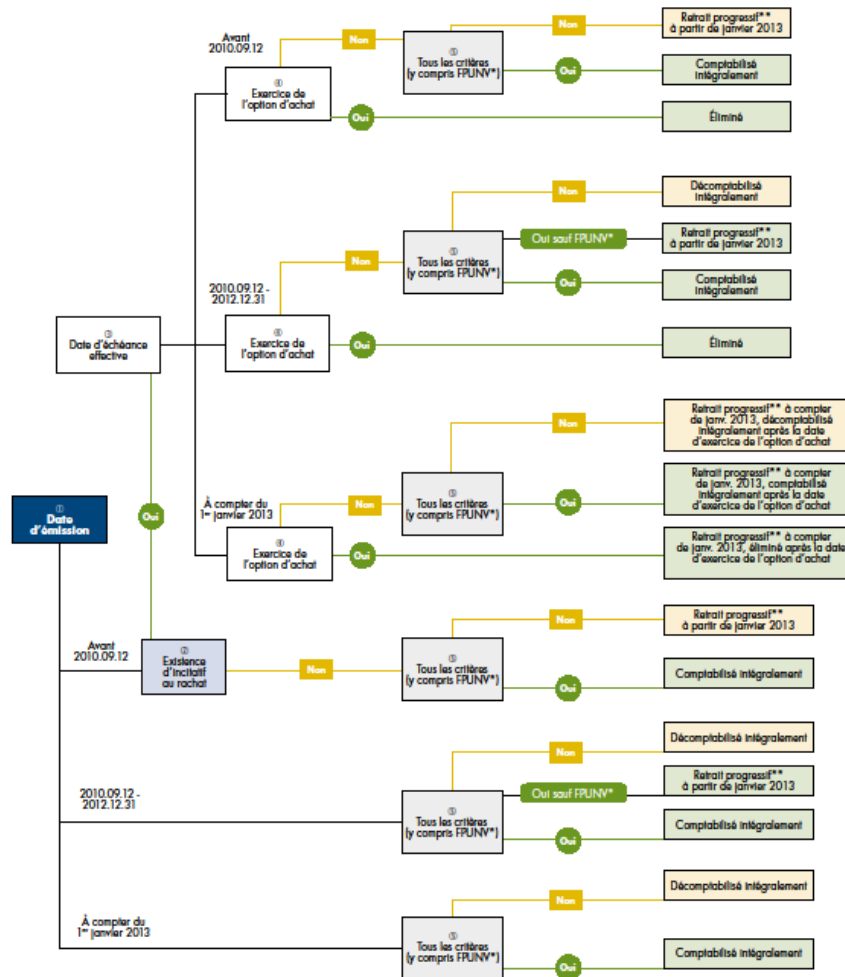 Avant
2010.09.12
④
Exercice de
l'option d'achat
Non
⑤
Tous les critères
(y compris FPUNV*)
Non
Retrait progressif**
à partir de janvier 2013
Oui
Comptabilisé
intégralement
Oui
Éliminé
2010.09.12 -
2012.12.31
④
Exercice de
l'option d'achat
Non
⑤
Tous les critères
(y compris FPUNV*)
Non
Décomptabilisé
intégralement
Oui sauf FPUNV*
Retrait progressif**
à partir de janvier 2013
Oui
Comptabilisé
intégralement
Oui
Éliminé
③
Date d'échéance
effective
À compter du
1er janvier 2013
④
Exercice de
l'option d'achat
Non
⑤
Tous les critères
(y compris FPUNV*)
Non
Retrait progressif** à compter
de janv. 2013, décomptabilisé
intégralement après la date
d'exercice de l'option d'achat
Oui
Retrait progressif** à compter
de janv. 2013, comptabilisé
intégralement après la date
d'exercice de l'option d'achat
Oui
Retrait progressif** à compter
de janv. 2013, éliminé après la date
d'exercice de l'option d'achat
①
Date
d'émission
Oui
Avant
2010.09.12
②
Existence
d'incitatif
au rachat
Non
⑤
Tous les critères
(y compris FPUNV*)
Non
Retrait progressif**
à partir de janvier 2013
Oui
Comptabilisé intégralement
2010.09.12 -
2012.12.31
⑤
Tous les critères
(y compris FPUNV*)
Non
Décomptabilisé intégralement
Oui sauf FPUNV*
Retrait progressif**
à partir de janvier 2013
Oui
Comptabilisé intégralement
À compter du
1er janvier 2013
⑤
Tous les critères
(y compris FPUNV*)
Non
Décomptabilisé intégralement
Oui
Comptabilisé intégralement